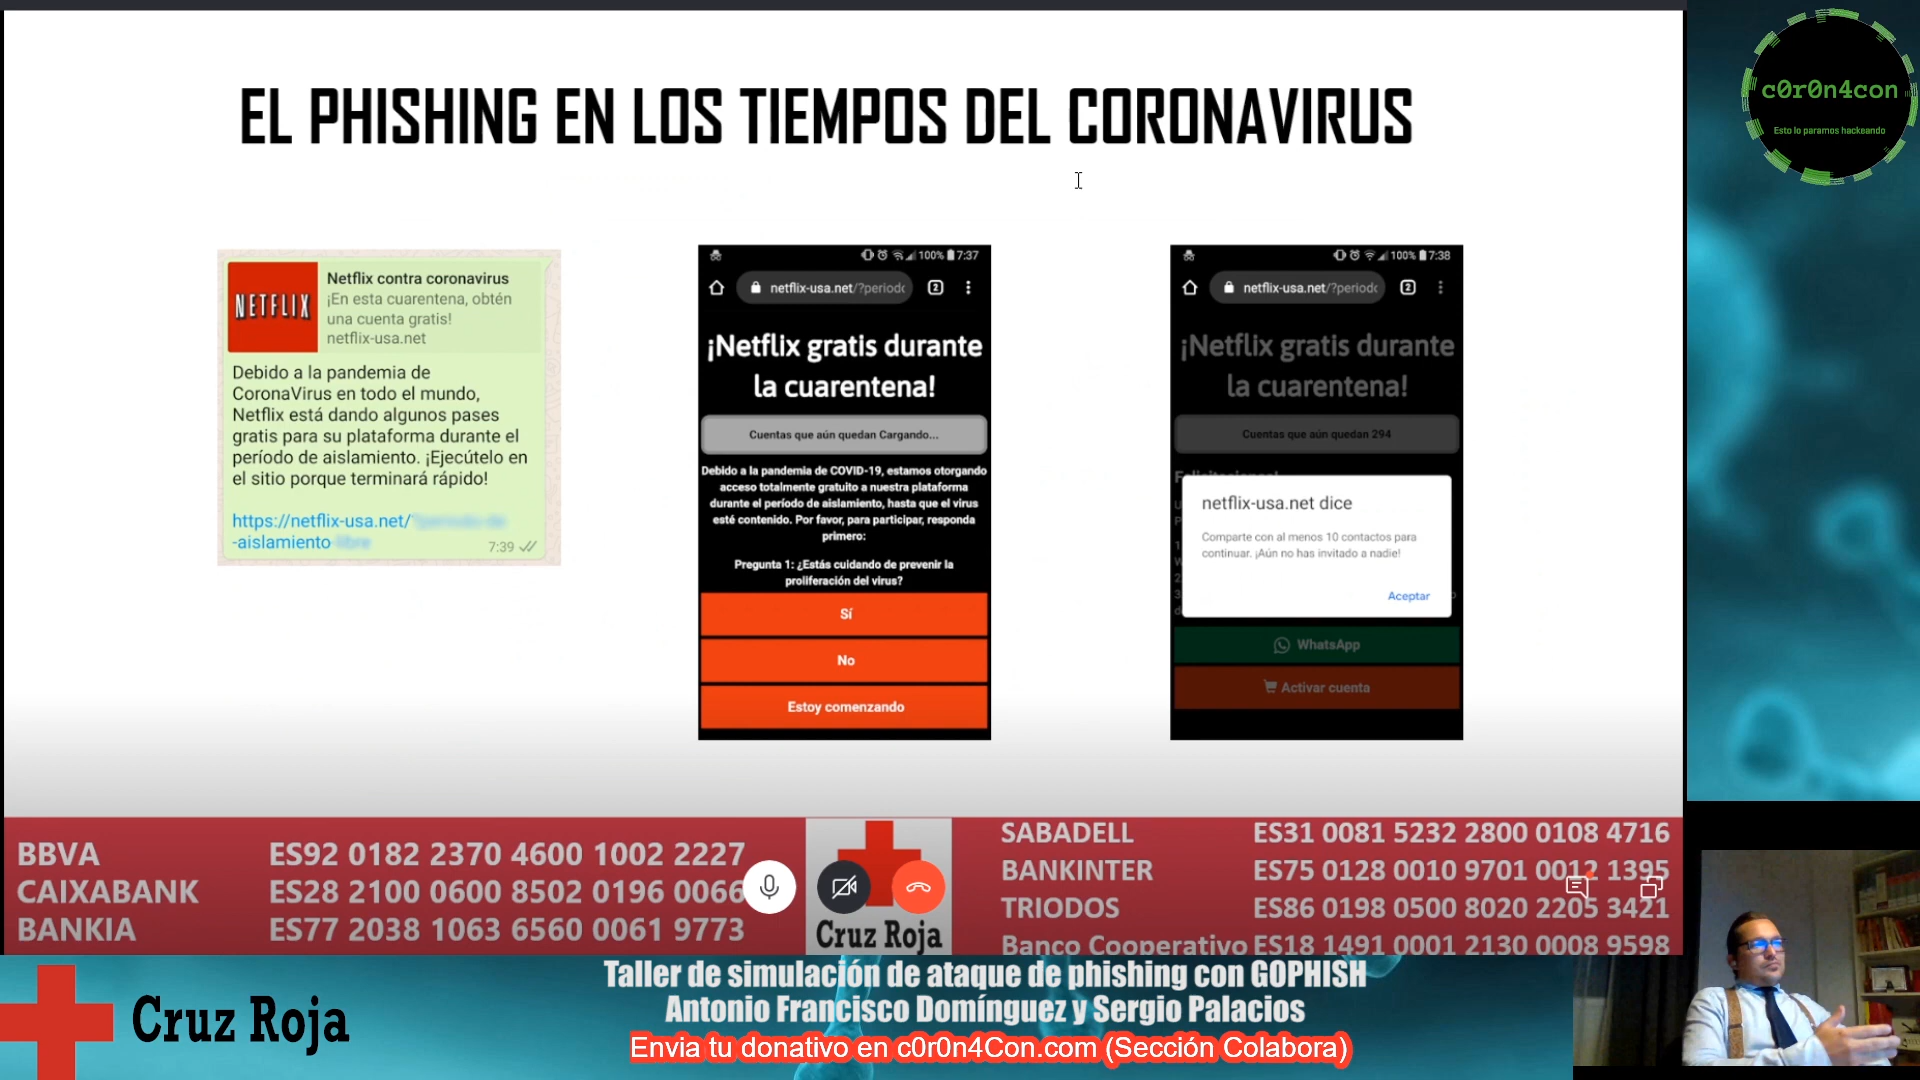 EL PHISHING EN LOS TIEMPOS DEL CORONAVIRUS
c0r0n4con
Esto lo paramos hackeando
NETFLIX
Netflix contra coronavirus
¡En esta cuarentena, obtén
una cuenta gratis!
netflix-usa.net
Debido a la pandemia de
CoronaVirus en todo el mundo,
Netflix está dando algunos pases
gratis para su plataforma durante el
período de aislamiento. ¡Ejecútelo en
el sitio porque terminará rápido!
https://netflix-usa.net/
-aislamiento
7:39
100% 7:37
netflix-usa.net/?periodo
2
¡Netflix gratis durante
la cuarentena!
Cuentas que aún quedan Cargando...
Debido a la pandemia de COVID-19, estamos otorgando
acceso totalmente gratuito a nuestra plataforma
durante el período de aislamiento, hasta que el virus
esté contenido. Por favor, para participar, responda
primero:
Pregunta 1: ¿Estás cuidando de prevenir la
proliferación del virus?
Sí
No
Estoy comenzando
100% 7:38
netflix-usa.net/?periodo
2
¡Netflix gratis durante
la cuarentena!
Cuentas que aún quedan 294
netflix-usa.net dice
Comparte con al menos 10 contactos para
continuar. ¡Aún no has invitado a nadie!
Aceptar
WhatsApp
Activar cuenta
BBVA ES92 0182 2370 4600 1002 2227
CAIXABANK ES28 2100 0600 8502 0196 0066
BANKIA ES77 2038 1063 6560 0061 9773
Cruz Roja
SABADELL ES31 0081 5232 2800 0108 4716
BANKINTER ES75 0128 0010 9701 0012 1395
TRIODOS ES86 0198 0500 8020 2205 3421
Banco Cooperativo ES18 1491 0001 2130 0008 9598
Cruz Roja
Taller de simulación de ataque de phishing con GOPHISH
Antonio Francisco Domínguez y Sergio Palacios
Envia tu donativo en c0r0n4Con.com (Sección Colabora)